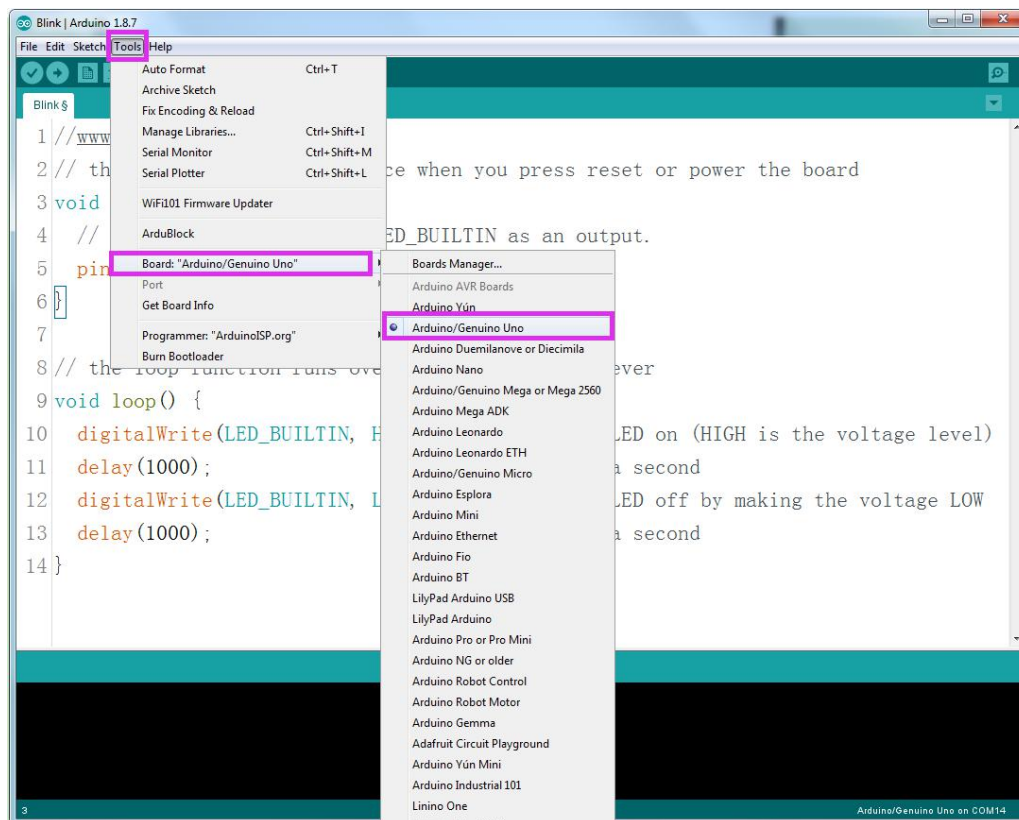 Blink | Arduino 1.8.7
File Edit Sketch Tools Help
Blink §
Auto Format Ctrl+T
Archive Sketch
Fix Encoding & Reload
Manage Libraries... Ctrl+Shift+I
Serial Monitor Ctrl+Shift+M
Serial Plotter Ctrl+Shift+L
WiFi101 Firmware Updater
ArduBlock
Board: "Arduino/Genuino Uno"
Port
Get Board Info
Programmer: "ArduinoISP.org"
Burn Bootloader
Boards Manager...
Arduino AVR Boards
Arduino Yún
Arduino/Genuino Uno
Arduino Duemilanove or Diecimila
Arduino Nano
Arduino/Genuino Mega or Mega 2560
Arduino Mega ADK
Arduino Leonardo
Arduino Leonardo ETH
Arduino/Genuino Micro
Arduino Esplora
Arduino Mini
Arduino Ethernet
Arduino Fio
Arduino BT
LilyPad Arduino USB
LilyPad Arduino
Arduino Pro or Pro Mini
Arduino NG or older
Arduino Robot Control
Arduino Robot Motor
Arduino Gemma
Adafruit Circuit Playground
Arduino Yún Mini
Arduino Industrial 101
Linino One
1 //www
2 // th ce when you press reset or power the board
3 void
4 // ED_BUILTIN as an output.
5 pin
6 }
7
8 // the loop function runs ove ever
9 void loop() {
10 digitalWrite(LED_BUILTIN, H LED on (HIGH is the voltage level)
11 delay(1000); a second
12 digitalWrite(LED_BUILTIN, L LED off by making the voltage LOW
13 delay(1000); a second
14 }
3 Arduino/Genuino Uno on COM14